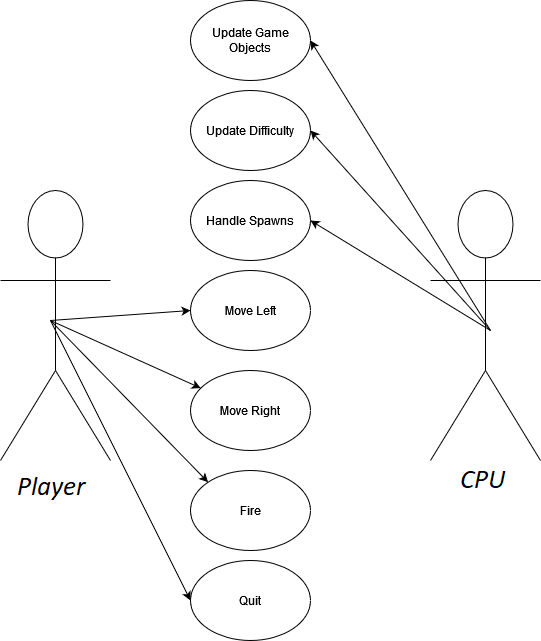 Update Game
Objects
Update Difficulty
Handle Spawns
Move Left
Move Right
Player
CPU
Fire
Quit